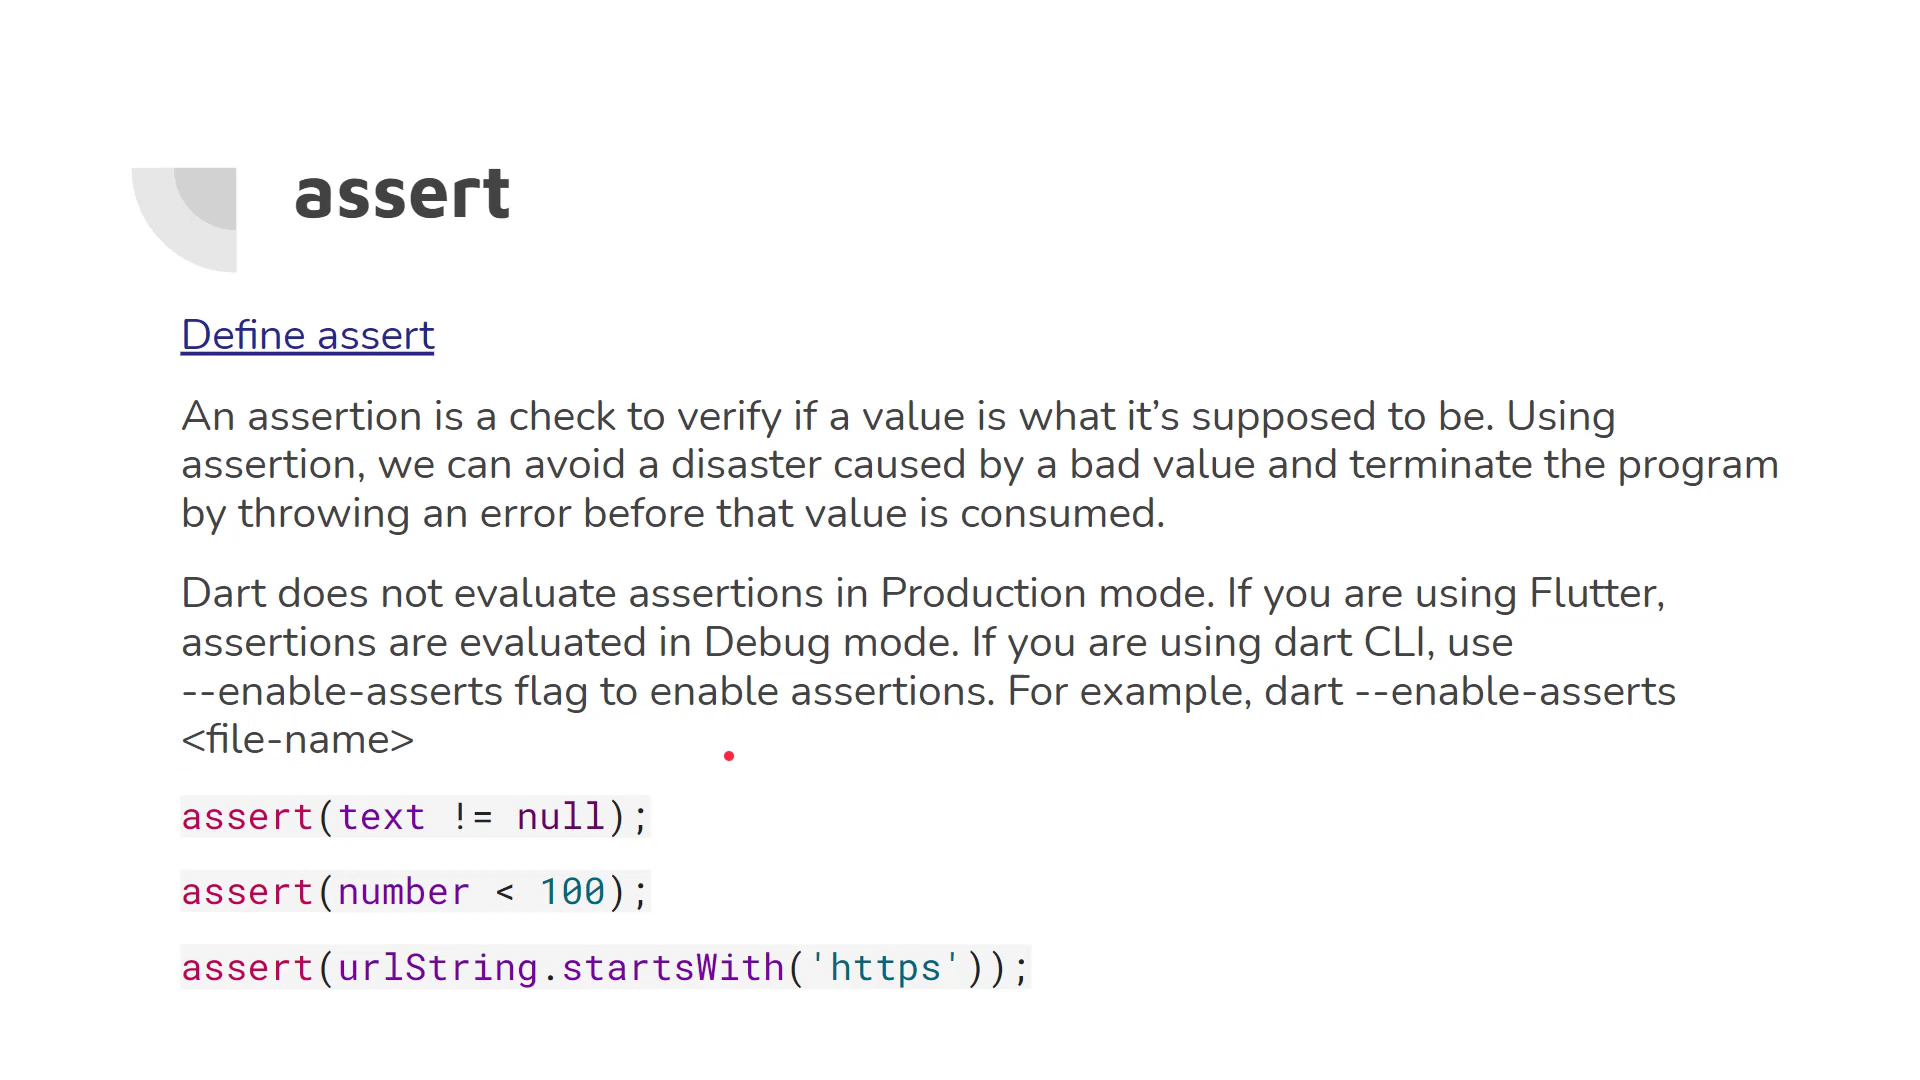 assert
Define assert
An assertion is a check to verify if a value is what it’s supposed to be. Using
assertion, we can avoid a disaster caused by a bad value and terminate the program
by throwing an error before that value is consumed.
Dart does not evaluate assertions in Production mode. If you are using Flutter,
assertions are evaluated in Debug mode. If you are using dart CLI, use
--enable-asserts flag to enable assertions. For example, dart --enable-asserts
<file-name>
assert(text != null);
assert(number < 100);
assert(urlString.startsWith('https'));